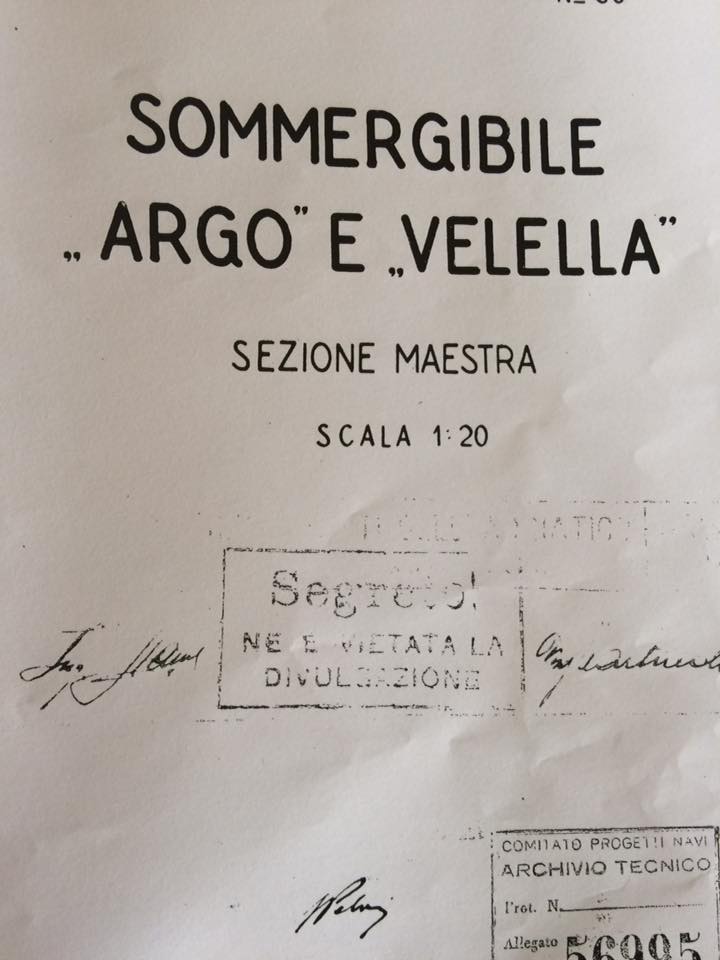 SOMMERGIBILE
„ARGO” E „VELELLA”
SEZIONE MAESTRA
SCALA 1:20
Segreto!
NE E VIETATA LA
DIVULGAZIONE
Ing.
COMITATO PROGETTI NAVI
ARCHIVIO TECNICO
Prot. N.
Allegato 56995